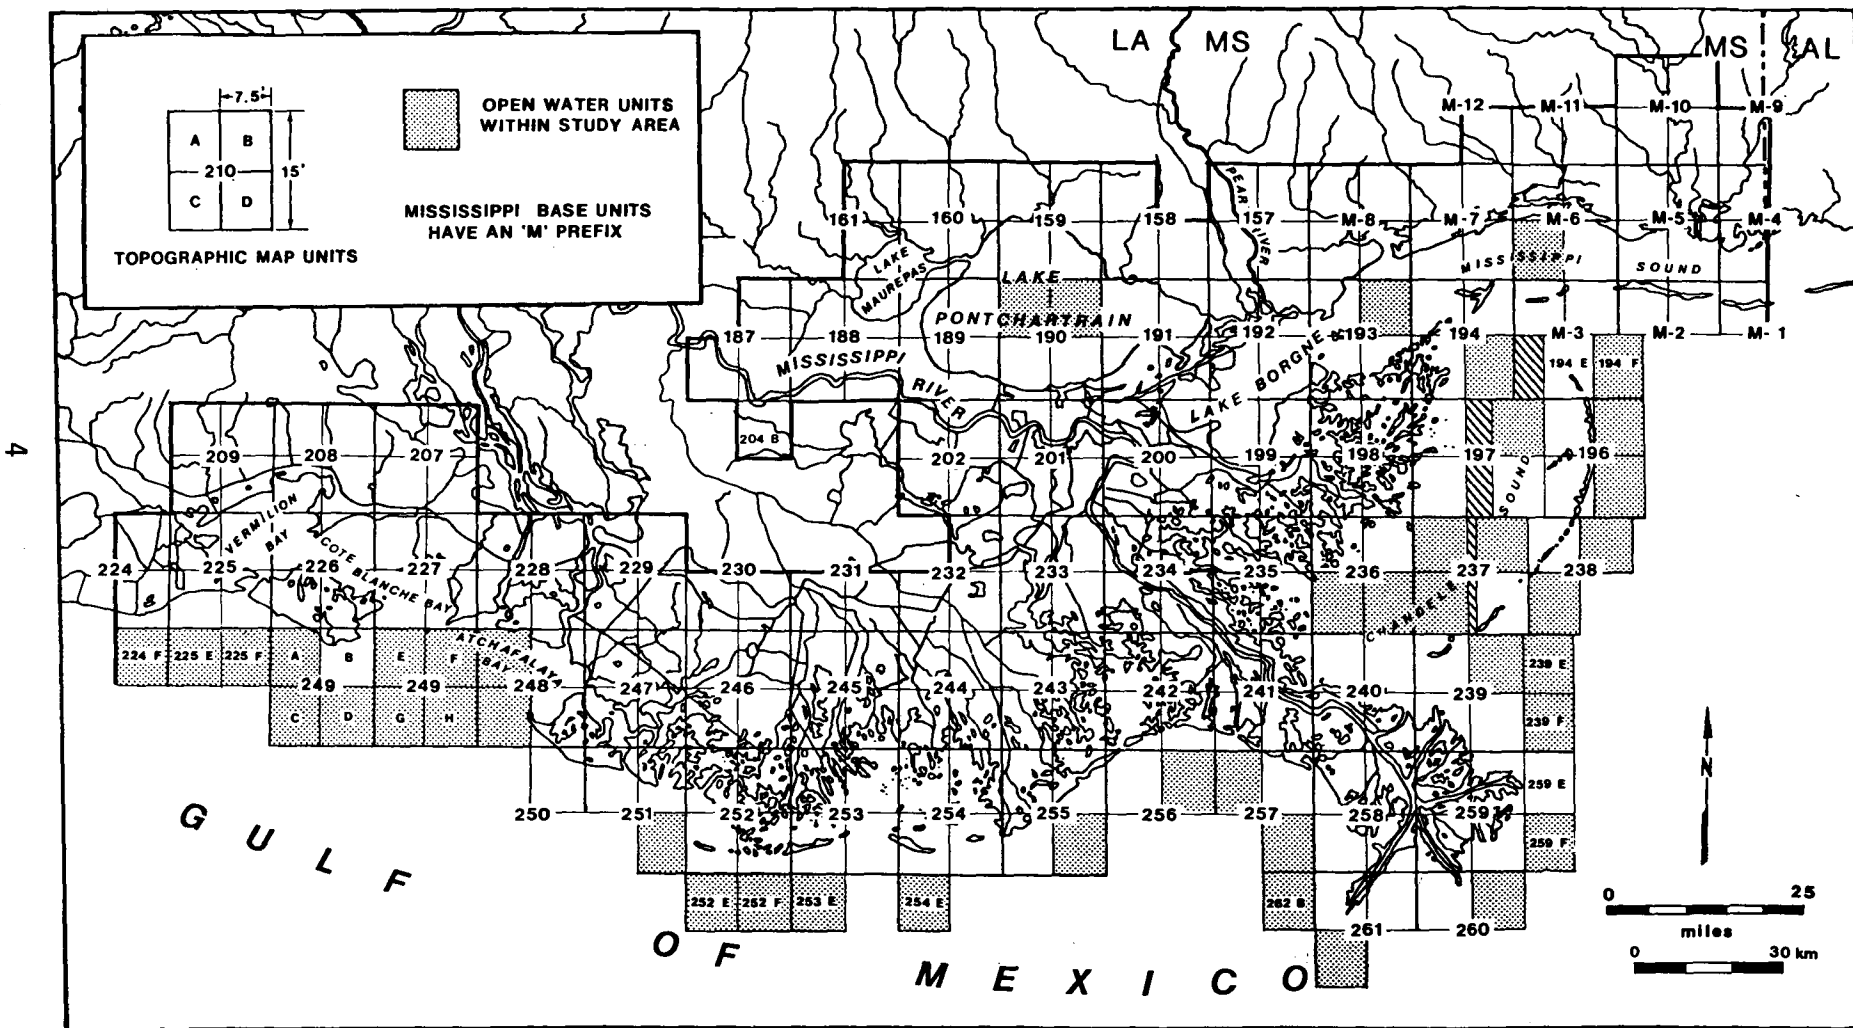 LA MS
MS AL
7.5'
A B
210
15'
C D
TOPOGRAPHIC MAP UNITS
OPEN WATER UNITS
WITHIN STUDY AREA
MISSISSIPPI BASE UNITS
HAVE AN 'M' PREFIX
M-12 M-11 M-10 M-9
161 160 159 158 157 M-8 M-7 M-6 M-5 M-4
PEARL RIVER
LAKE
MAUREPAS
LAKE
PONTCHARTRAIN
MISSISSIPPI SOUND
187 188 189 190 191 192 193 194 M-3 M-2 M-1
MISSISSIPPI
RIVER
LAKE BORGNE
194 E 194 F
4
204 B
209 208 207 202 201 200 199 198 197 196
VERMILION
BAY
COTE BLANCHE BAY
SOUND
224 225 226 227 228 229 230 231 232 233 234 235 236 237 238
CHANDELE
ATCHAFALAYA
BAY
224 F 225 E 225 F A B E F
239 E
249 249 248 247 246 245 244 243 242 241 240 239
C D G H
239 F
259 E
250 251 252 253 254 255 256 257 258 259
259 F
252 E 252 F 253 E 254 E 262 B
261 260
GULF
OF
MEXICO
N
0 25
miles
0 30 km